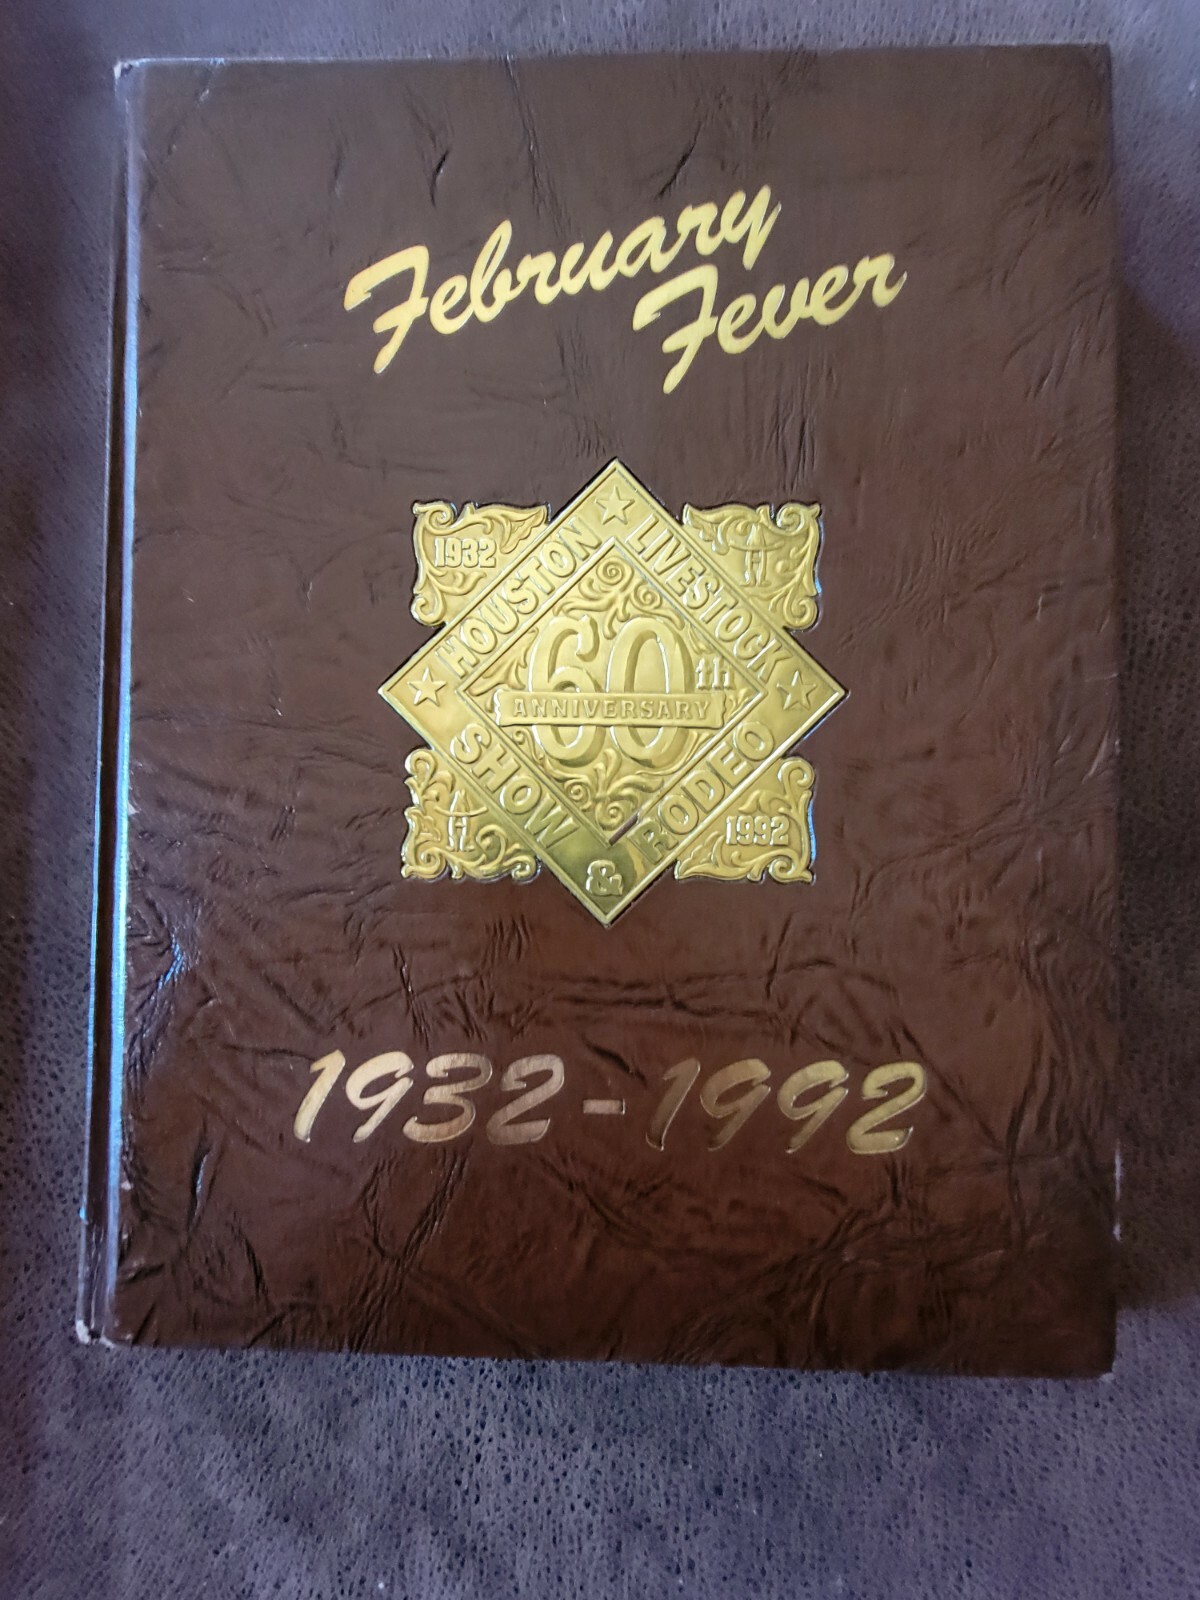 February
Fever
1932
HOUSTON
LIVESTOCK
60th
ANNIVERSARY
SHOW
&
RODEO
1992
1932-1992